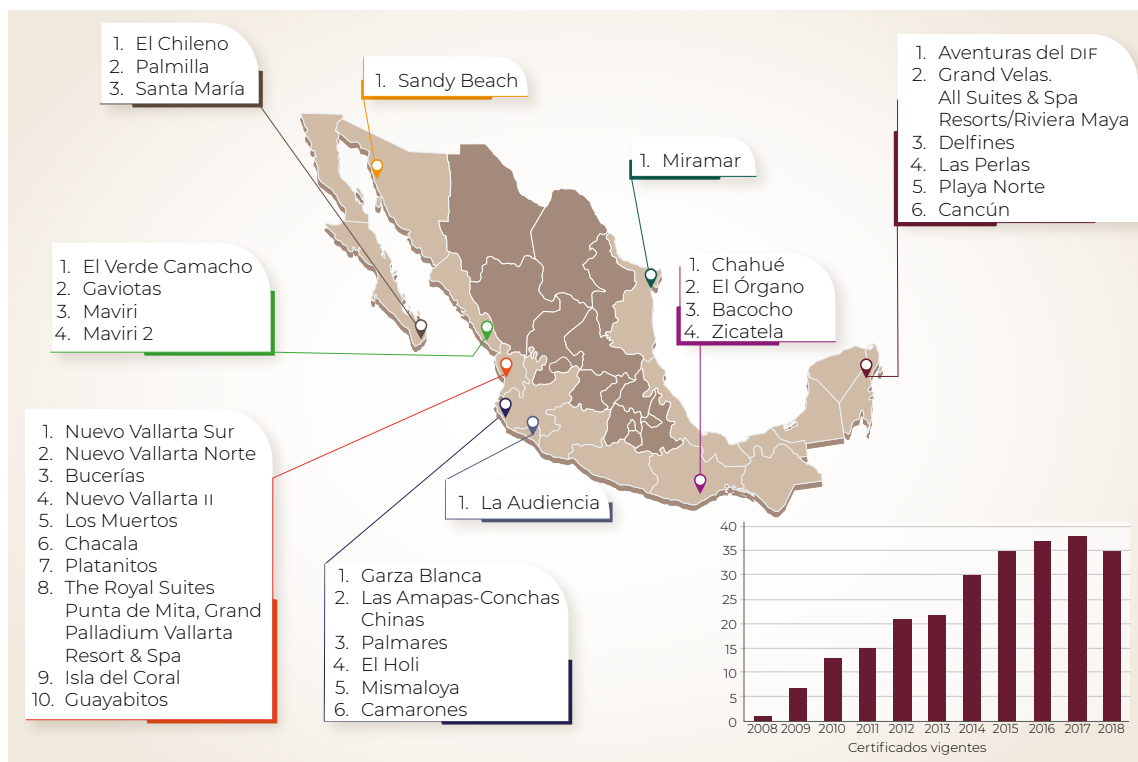 1. El Chileno
2. Palmilla
3. Santa María
1. Sandy Beach
1. Miramar
1. Aventuras del DIF
2. Grand Velas.
All Suites & Spa
Resorts/Riviera Maya
3. Delfines
4. Las Perlas
5. Playa Norte
6. Cancún
1. El Verde Camacho
2. Gaviotas
3. Maviri
4. Maviri 2
1. Chahué
2. El Órgano
3. Bacocho
4. Zicatela
1. Nuevo Vallarta Sur
2. Nuevo Vallarta Norte
3. Bucerías
4. Nuevo Vallarta II
5. Los Muertos
6. Chacala
7. Platanitos
8. The Royal Suites
Punta de Mita, Grand
Palladium Vallarta
Resort & Spa
9. Isla del Coral
10. Guayabitos
1. La Audiencia
1. Garza Blanca
2. Las Amapas-Conchas
Chinas
3. Palmares
4. El Holi
5. Mismaloya
6. Camarones
40
35
30
25
20
15
10
5
0
2008 2009 2010 2011 2012 2013 2014 2015 2016 2017 2018
Certificados vigentes